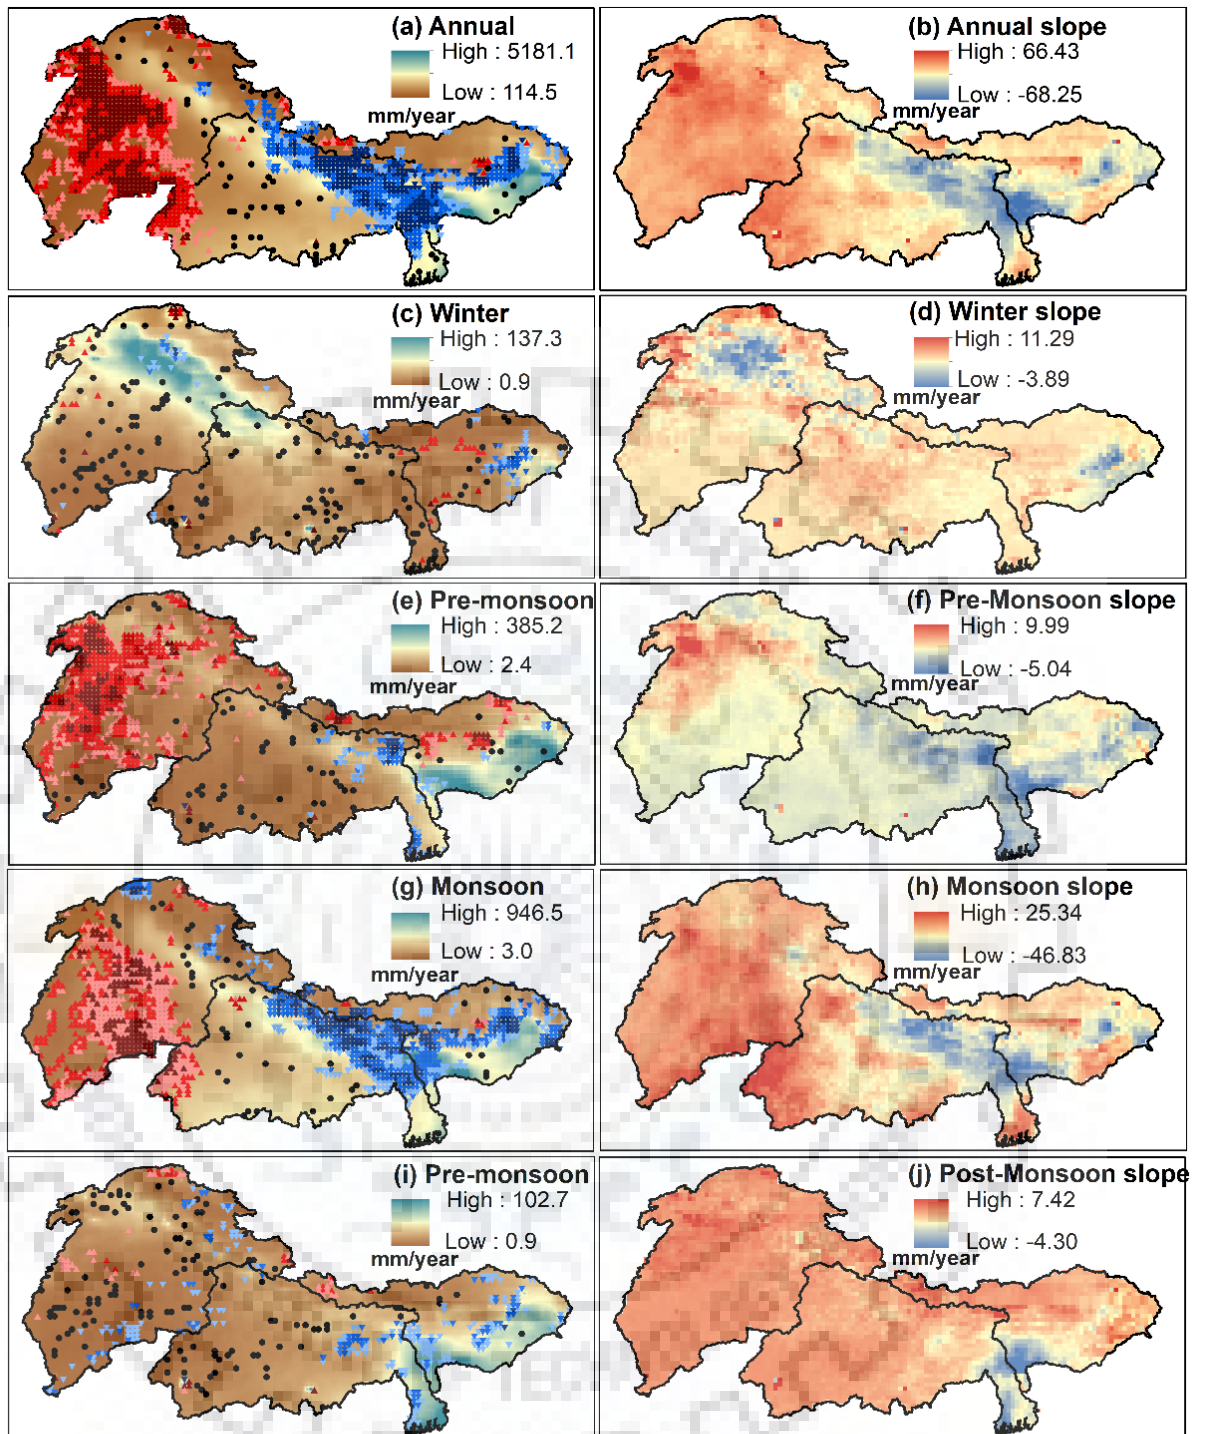 (a) Annual
High : 5181.1
Low : 114.5
mm/year
(b) Annual slope
High : 66.43
Low : -68.25
mm/year
(c) Winter
High : 137.3
Low : 0.9
mm/year
(d) Winter slope
High : 11.29
Low : -3.89
mm/year
(e) Pre-monsoon
High : 385.2
Low : 2.4
mm/year
(f) Pre-Monsoon slope
High : 9.99
Low : -5.04
mm/year
(g) Monsoon
High : 946.5
Low : 3.0
mm/year
(h) Monsoon slope
High : 25.34
Low : -46.83
mm/year
(i) Pre-monsoon
High : 102.7
Low : 0.9
mm/year
(j) Post-Monsoon slope
High : 7.42
Low : -4.30
mm/year